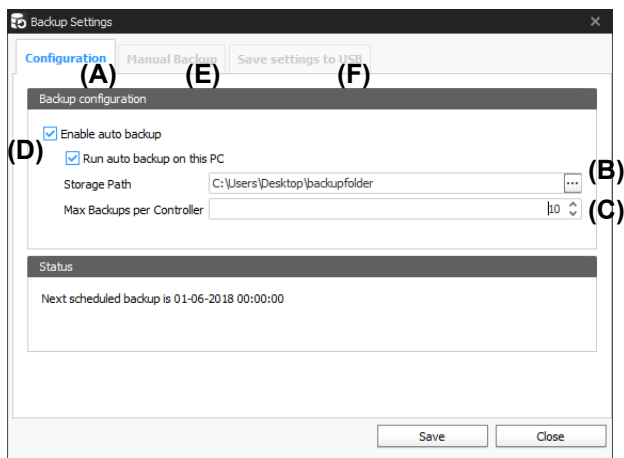 Backup Settings
Configuration Manual Backup Save settings to USB
(A) (E) (F)
Backup configuration
Enable auto backup
(D)
Run auto backup on this PC
Storage Path C:\Users\Desktop\backupfolder ... (B)
Max Backups per Controller 10 (C)
Status
Next scheduled backup is 01-06-2018 00:00:00
Save Close